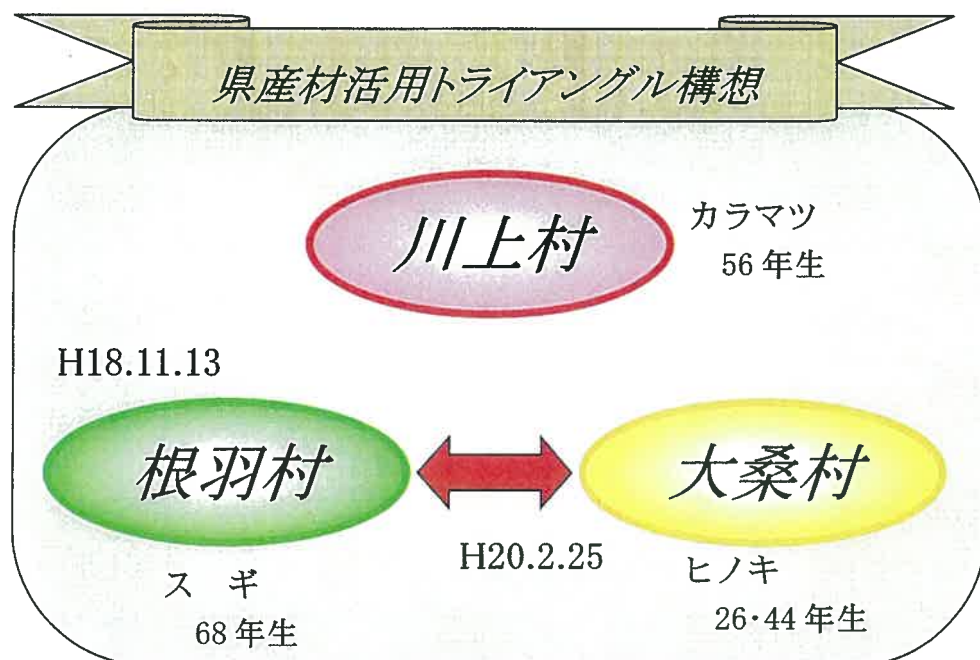 県産材活用トライアングル構想
川上村
カラマツ
56年生
H18.11.13
根羽村
大桑村
H20.2.25
ス ギ
68年生
ヒノキ
26・44年生